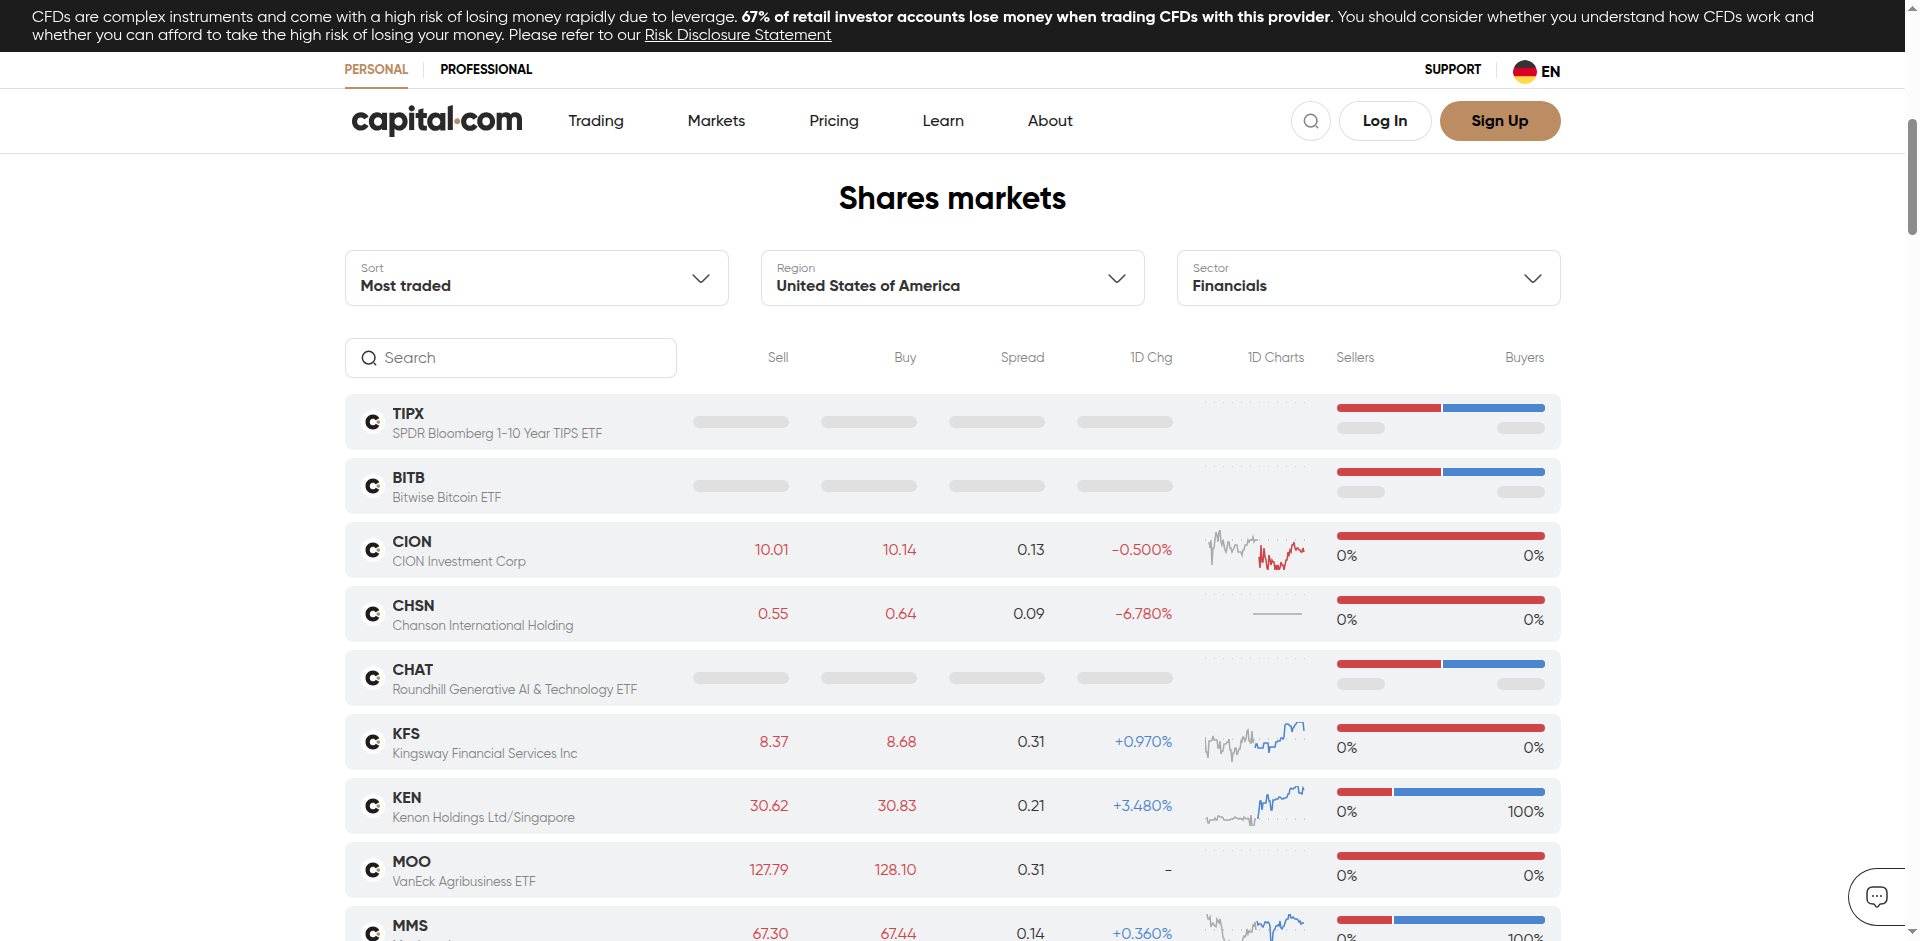 CFDs are complex instruments and come with a high risk of losing money rapidly due to leverage. 67% of retail investor accounts lose money when trading CFDs with this provider. You should consider whether you understand how CFDs work and
whether you can afford to take the high risk of losing your money. Please refer to our Risk Disclosure Statement
PERSONAL PROFESSIONAL SUPPORT EN
capital.com Trading Markets Pricing Learn About Log In Sign Up
Shares markets
Sort Region Sector
Most traded United States of America Financials
Search Sell Buy Spread 1D Chg 1D Charts Sellers Buyers
TIPX
SPDR Bloomberg 1-10 Year TIPS ETF
BITB
Bitwise Bitcoin ETF
CION
10.01 10.14 0.13 -0.500%
CION Investment Corp 0% 0%
CHSN
0.55 0.64 0.09 -6.780%
Chanson International Holding 0% 0%
CHAT
Roundhill Generative AI & Technology ETF
KFS
8.37 8.68 0.31 +0.970%
Kingsway Financial Services Inc 0% 0%
KEN
30.62 30.83 0.21 +3.480%
Kenon Holdings Ltd/Singapore 0% 100%
MOO
127.79 128.10 0.31 -
VanEck Agribusiness ETF 0% 0%
MMS
67.30 67.44 0.14 +0.360%
0% 100%